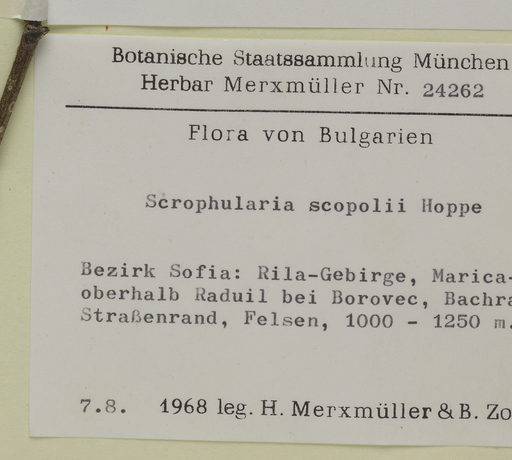 Botanische Staatssammlung München
Herbar Merxmüller Nr. 24262
Flora von Bulgarien
Scrophularia scopolii Hoppe
Bezirk Sofia: Rila-Gebirge, Marica-
oberhalb Raduil bei Borovec, Bachra
Straßenrand, Felsen, 1000 - 1250 m.
7.8. 1968 leg. H. Merxmüller & B. Zo